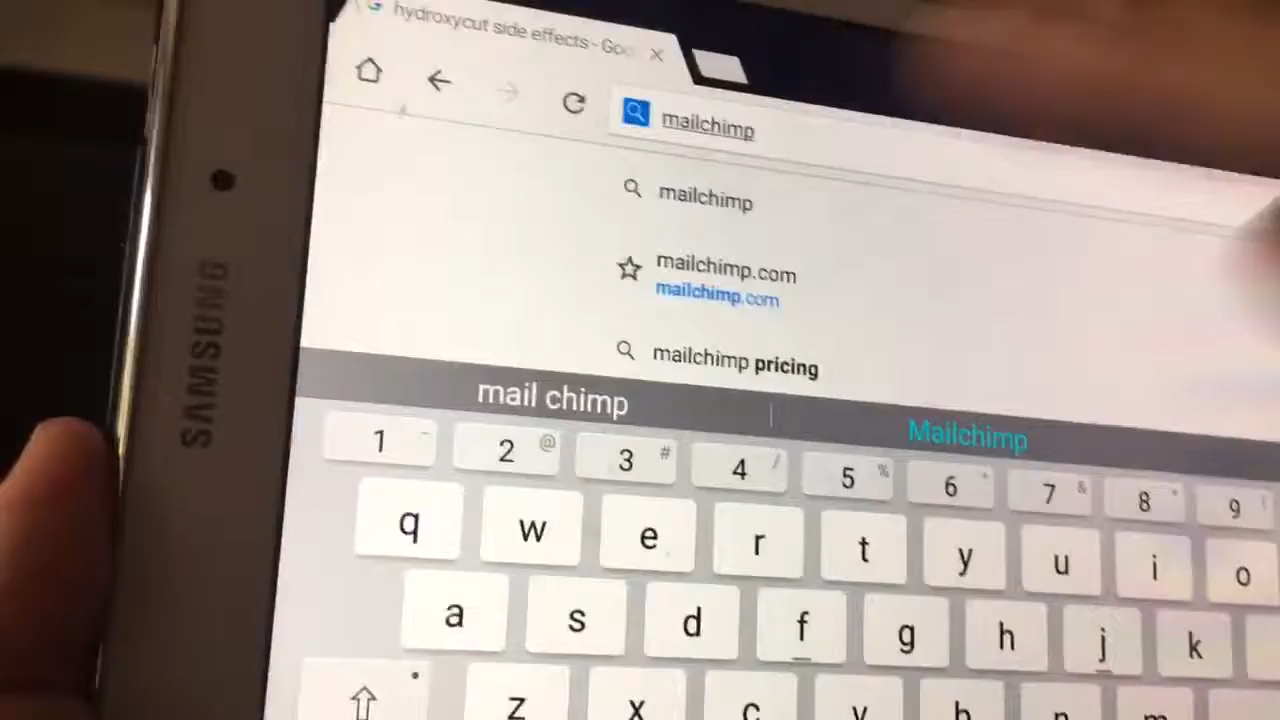 hydroxycut side effects - Goo
mailchimp
mailchimp
mailchimp.com
mailchimp.com
mailchimp pricing
mail chimp
Mailchimp
SAMSUNG
1 2 @ 3 # 4 / 5 % 6 7 & 8 9
q w e r t y u i o
a s d f g h j k
z x c v b n m